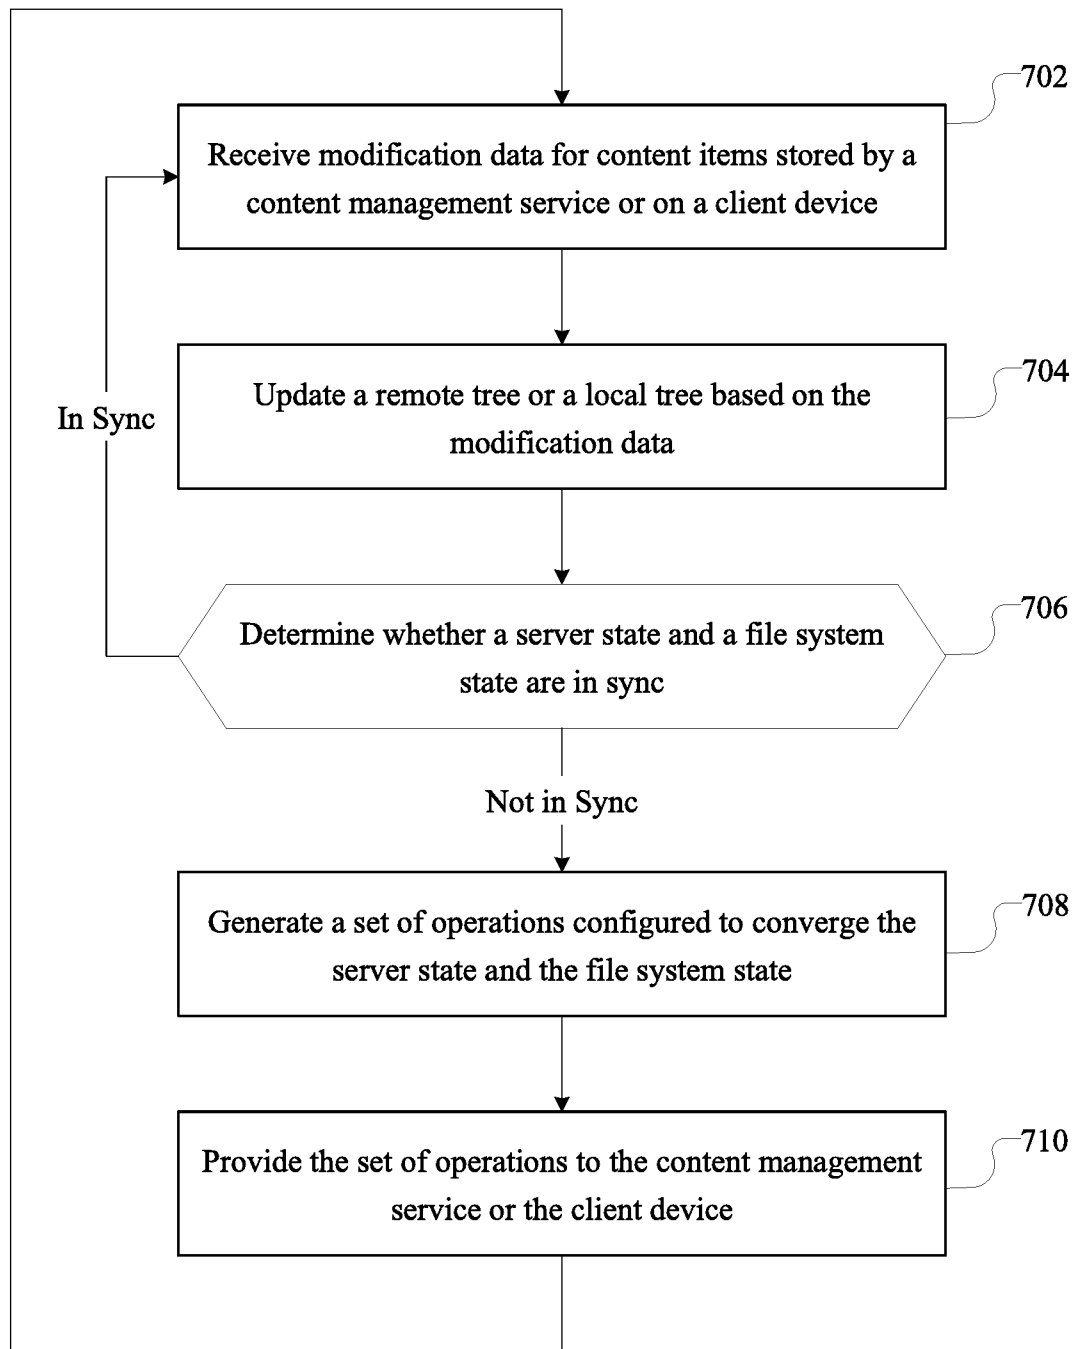 702
Receive modification data for content items stored by a
content management service or on a client device
704
Update a remote tree or a local tree based on the
modification data
In Sync
706
Determine whether a server state and a file system
state are in sync
Not in Sync
708
Generate a set of operations configured to converge the
server state and the file system state
710
Provide the set of operations to the content management
service or the client device